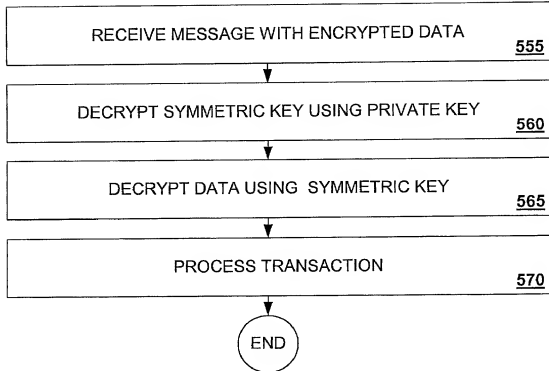 RECEIVE MESSAGE WITH ENCRYPTED DATA
555
DECRYPT SYMMETRIC KEY USING PRIVATE KEY
560
DECRYPT DATA USING SYMMETRIC KEY
565
PROCESS TRANSACTION
570
END